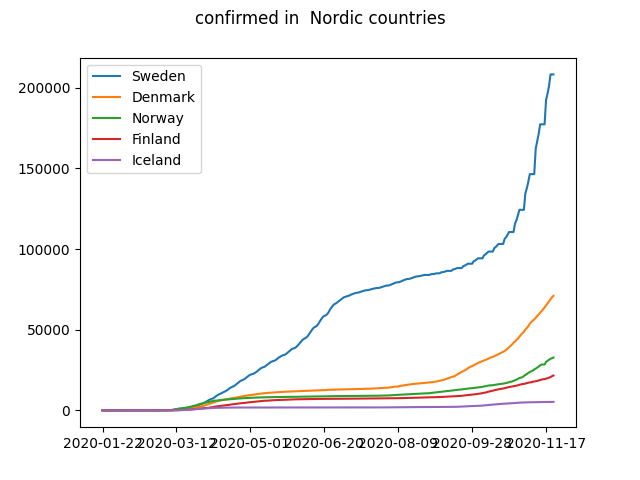 confirmed in  Nordic countries
Sweden
Denmark
Norway
Finland
Iceland
200000
150000
100000
50000
0
2020-01-22 2020-03-12 2020-05-01 2020-06-20 2020-08-09 2020-09-28 2020-11-17